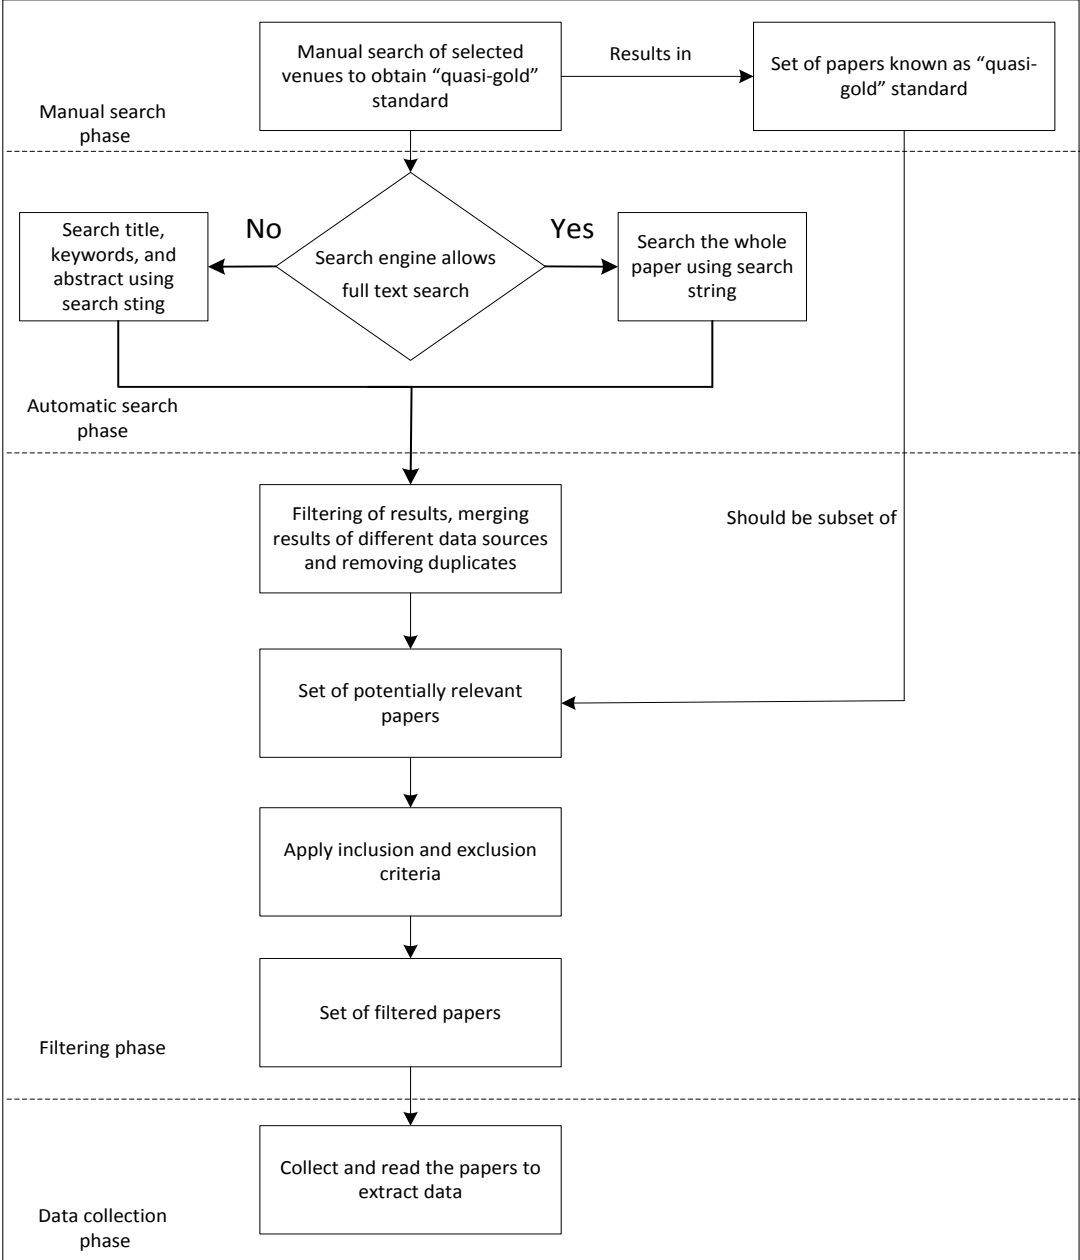 Manual search of selected
venues to obtain “quasi-gold”
standard
Results in
Set of papers known as “quasi-
gold” standard
Manual search
phase
Search title,
keywords, and
abstract using
search sting
No
Search engine allows
full text search
Yes
Search the whole
paper using search
string
Automatic search
phase
Filtering of results, merging
results of different data sources
and removing duplicates
Should be subset of
Set of potentially relevant
papers
Apply inclusion and exclusion
criteria
Set of filtered papers
Filtering phase
Collect and read the papers to
extract data
Data collection
phase